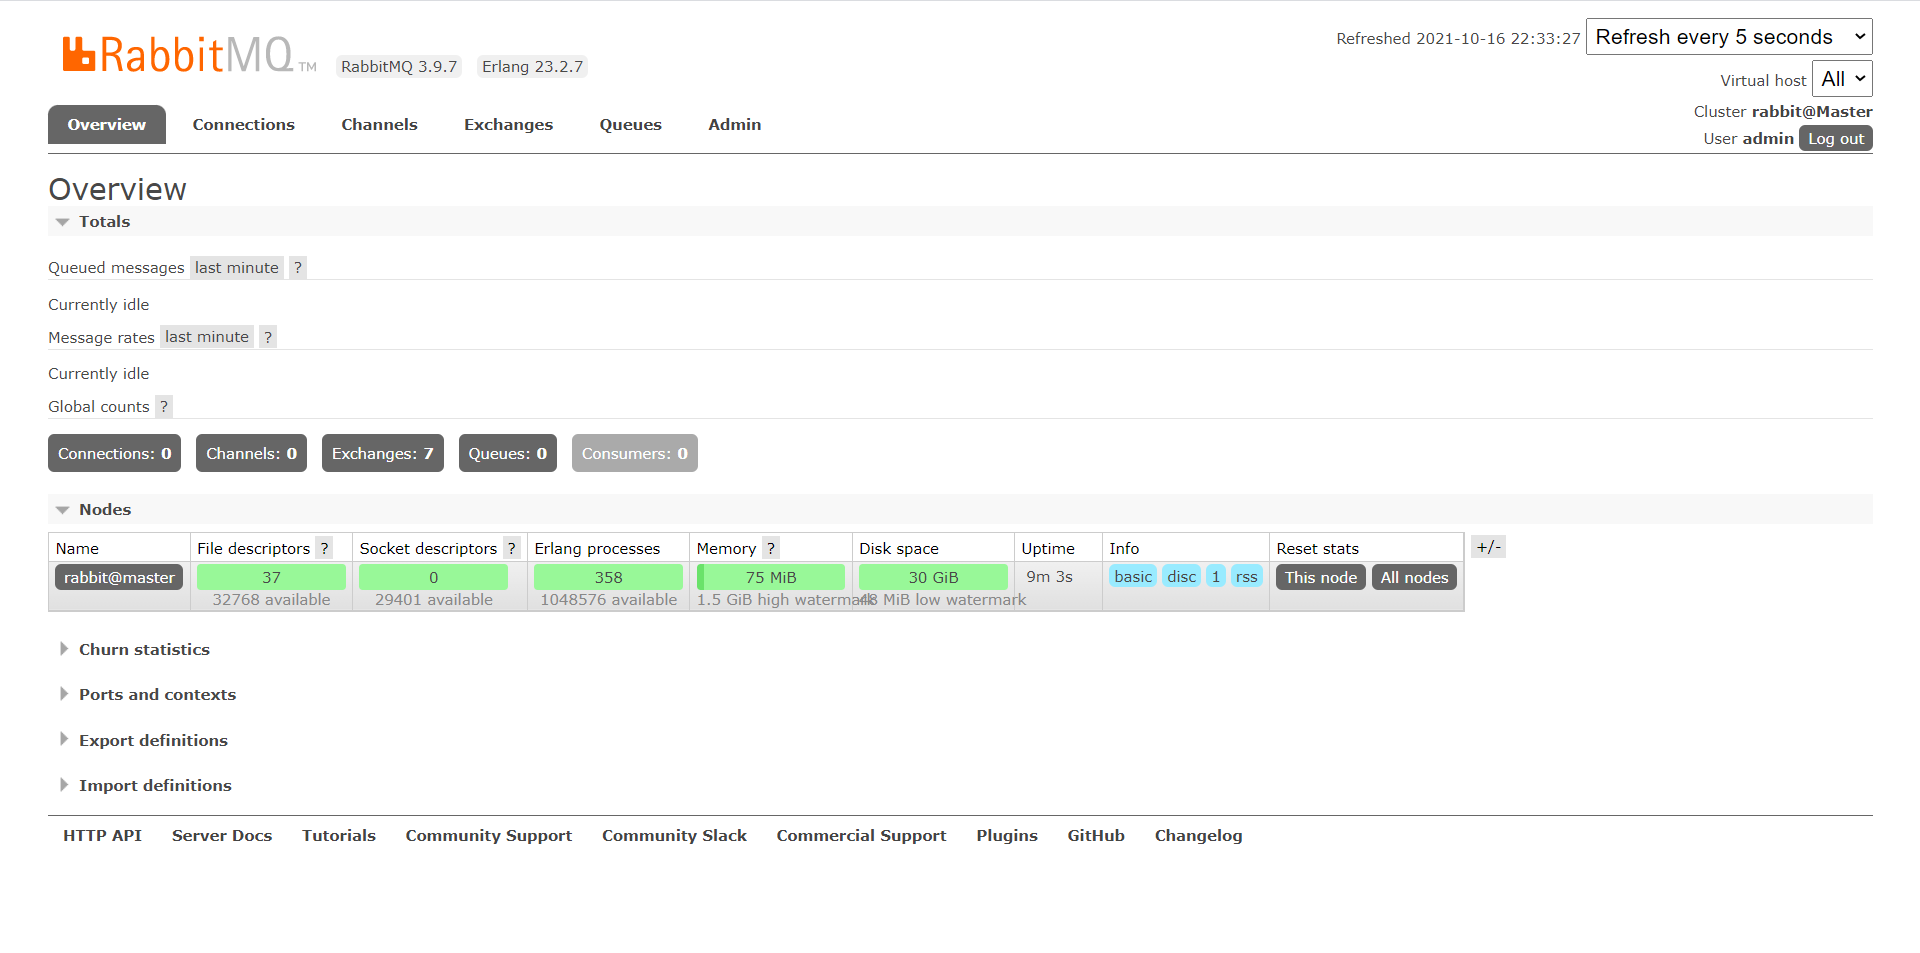 RabbitMQ TM RabbitMQ 3.9.7 Erlang 23.2.7
Refreshed 2021-10-16 22:33:27 Refresh every 5 seconds
Virtual host All
Cluster rabbit@Master
User admin Log out
Overview Connections Channels Exchanges Queues Admin
Overview
Totals
Queued messages last minute ?
Currently idle
Message rates last minute ?
Currently idle
Global counts ?
Connections: 0 Channels: 0 Exchanges: 7 Queues: 0 Consumers: 0
Nodes
Name File descriptors ? Socket descriptors ? Erlang processes Memory ? Disk space Uptime Info Reset stats +/-
rabbit@master 37 0 358 75 MiB 30 GiB 9m 3s basic disc 1 rss This node All nodes
32768 available 29401 available 1048576 available 1.5 GiB high watermark 48 MiB low watermark
Churn statistics
Ports and contexts
Export definitions
Import definitions
HTTP API Server Docs Tutorials Community Support Community Slack Commercial Support Plugins GitHub Changelog